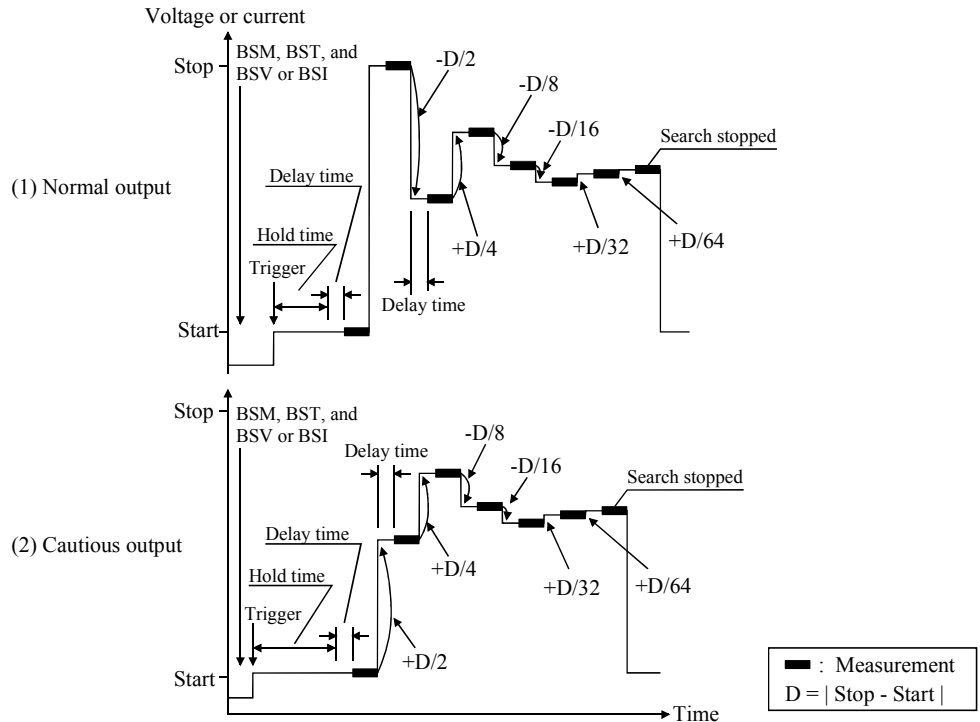 Voltage or current
Stop
BSM, BST, and
BSV or BSI
-D/2
-D/8
-D/16
Search stopped
(1) Normal output
Delay time
Hold time
Trigger
+D/4
+D/32
+D/64
Delay time
Start
Stop
BSM, BST, and
BSV or BSI
Delay time
-D/8
-D/16
Search stopped
(2) Cautious output
Delay time
Hold time
Trigger
+D/4
+D/32
+D/64
+D/2
Start
Time
: Measurement
D = | Stop - Start |